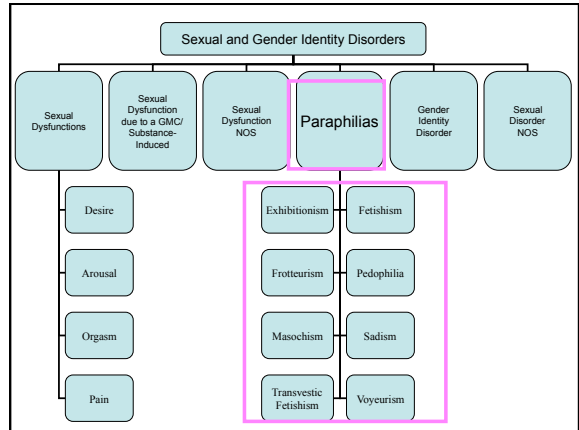 Sexual and Gender Identity Disorders
Sexual
Dysfunctions
Sexual
Dysfunction
due to a GMC/
Substance-
Induced
Sexual
Dysfunction
NOS
Paraphilias
Gender
Identity
Disorder
Sexual
Disorder
NOS
Desire
Arousal
Orgasm
Pain
Exhibitionism
Fetishism
Frotteurism
Pedophilia
Masochism
Sadism
Transvestic
Fetishism
Voyeurism